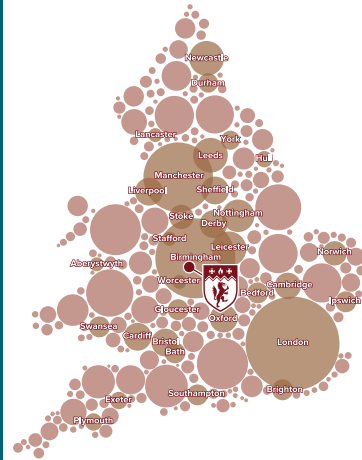 Newcastle
Durham
Lancaster
York
Leeds
Hull
Manchester
Liverpool
Sheffield
Stoke
Nottingham
Derby
Stafford
Leicester
Norwich
Birmingham
Aberystwyth
Worcester
Cambridge
Bedford
Ipswich
Gloucester
Oxford
Swansea
Cardiff
Bristol
London
Bath
Brighton
Southampton
Exeter
Plymouth